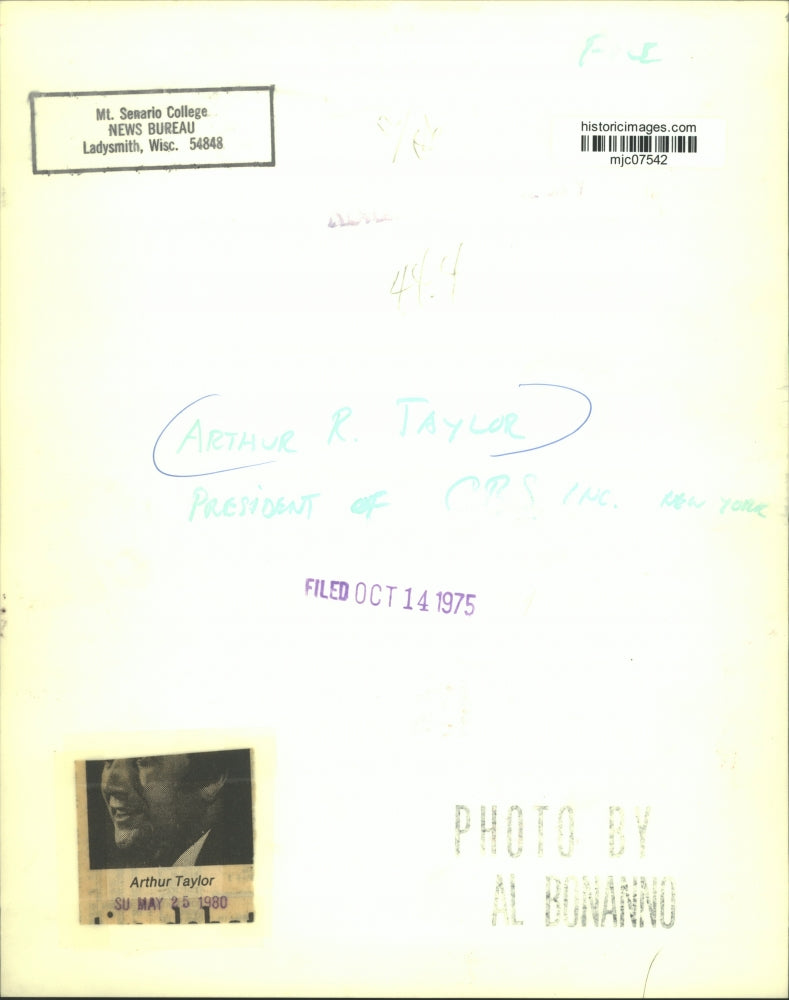 Mt. Senario College
NEWS BUREAU
Ladysmith, Wisc. 54848
historicimages.com
mjc07542
ARTHUR R. TAYLOR
PRESIDENT OF CBS INC. NEW YORK
FILED OCT 14 1975
Arthur Taylor
SU MAY 25 1980
PHOTO BY
AL BONANNO